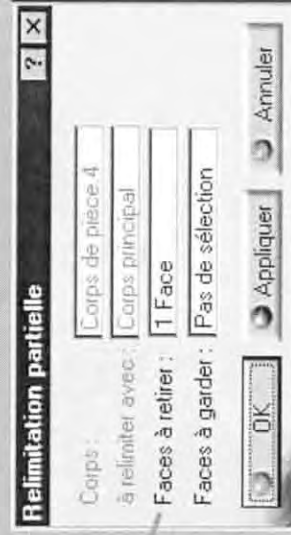 Relimitation partielle ? ×
Corps : Corps de pièce 4
à relimiter avec : Corps principal
Faces à retirer : 1 Face
Faces à garder : Pas de sélection
OK Appliquer Annuler